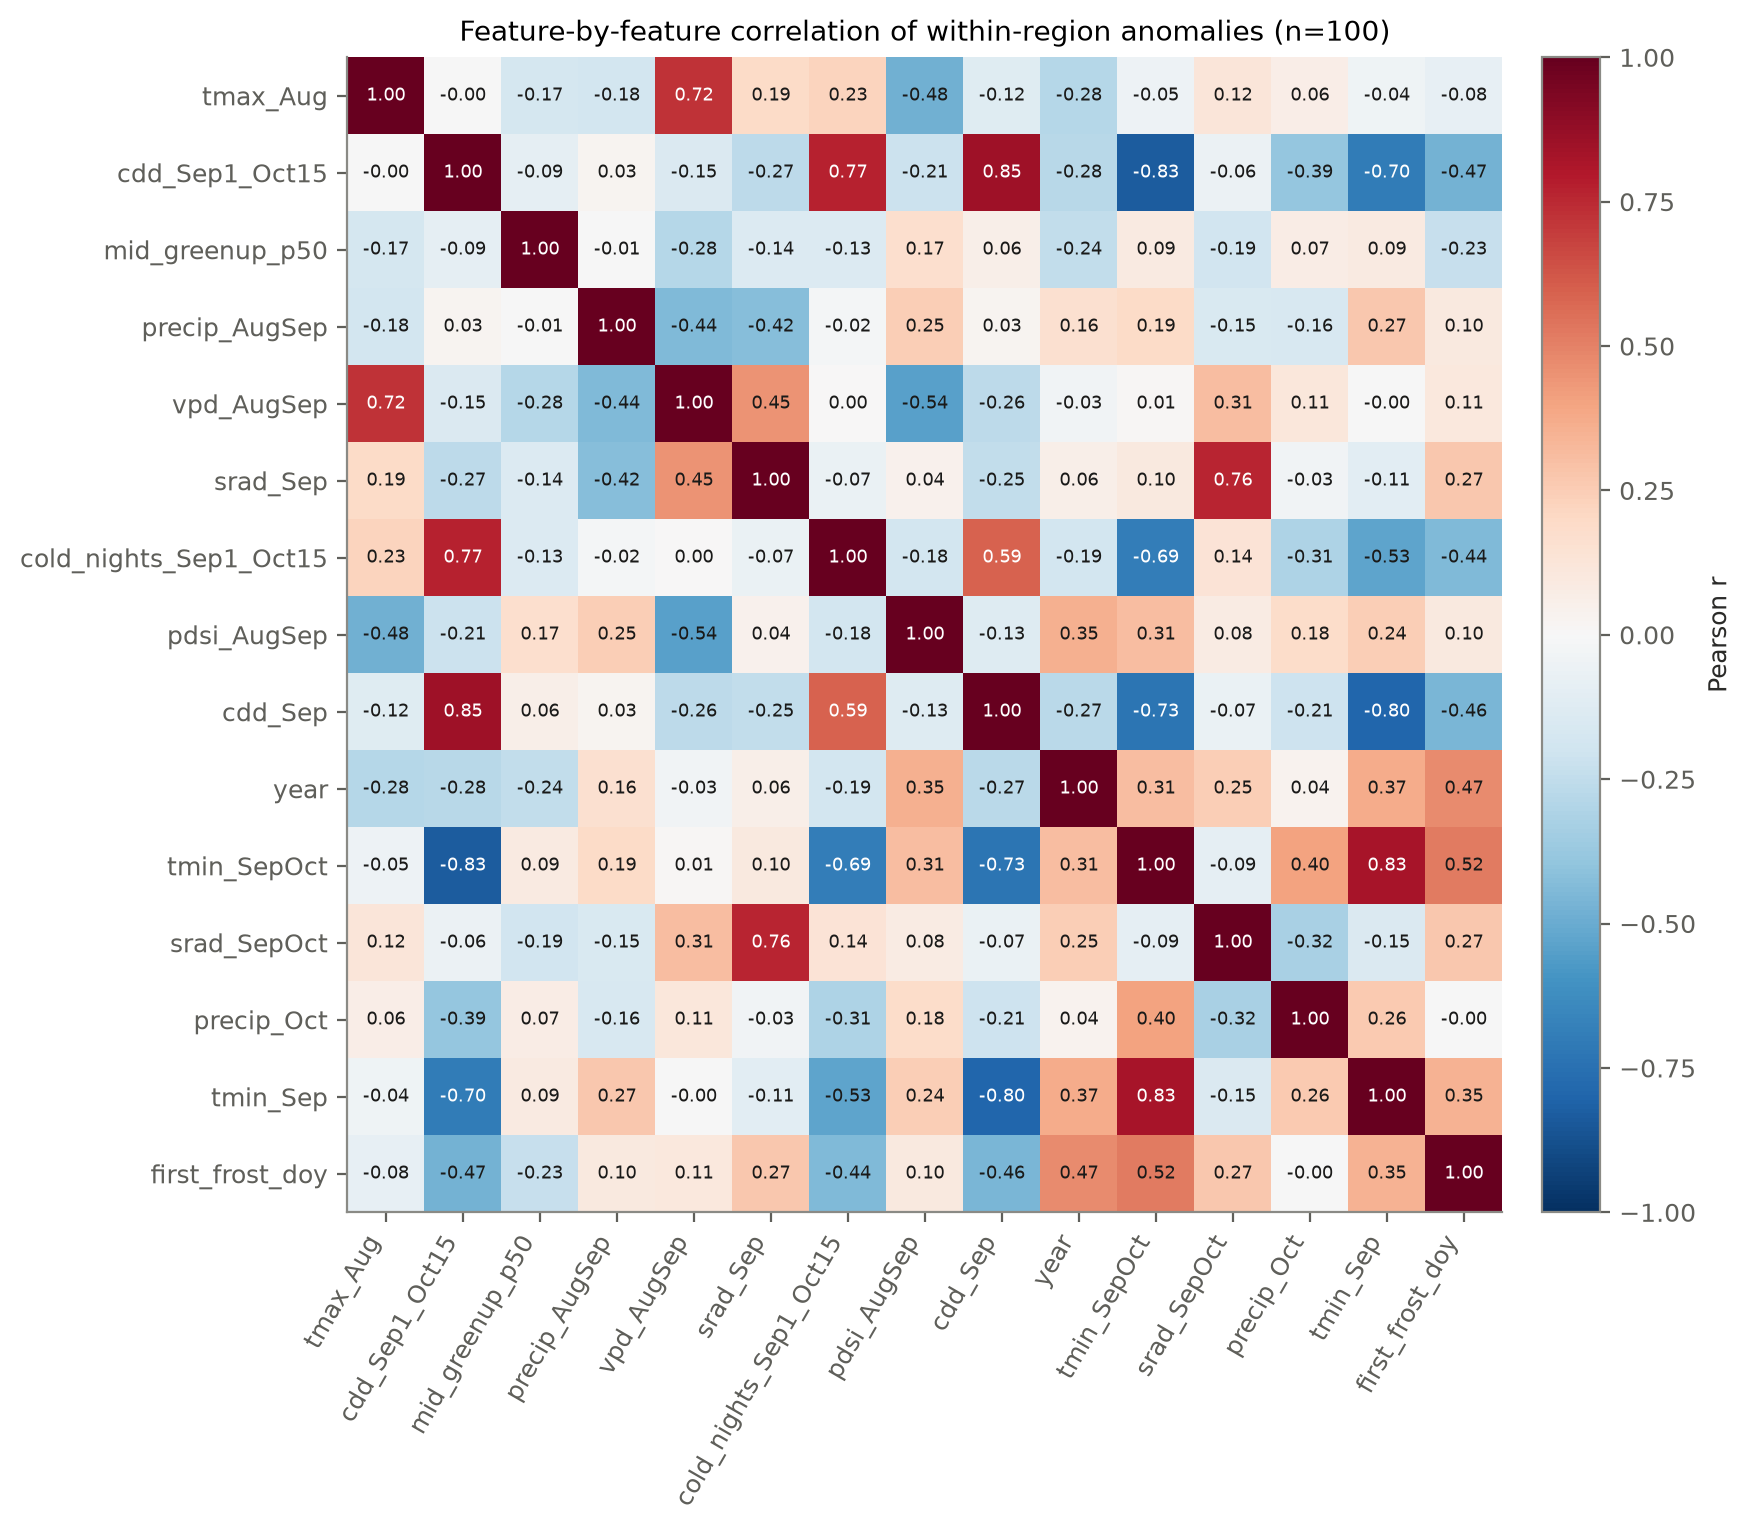 Feature-by-feature correlation of within-region anomalies (n=100)
tmax_Aug 1.00 -0.00 -0.17 -0.18 0.72 0.19 0.23 -0.48 -0.12 -0.28 -0.05 0.12 0.06 -0.04 -0.08
cdd_Sep1_Oct15 -0.00 1.00 -0.09 0.03 -0.15 -0.27 0.77 -0.21 0.85 -0.28 -0.83 -0.06 -0.39 -0.70 -0.47
mid_greenup_p50 -0.17 -0.09 1.00 -0.01 -0.28 -0.14 -0.13 0.17 0.06 -0.24 0.09 -0.19 0.07 0.09 -0.23
precip_AugSep -0.18 0.03 -0.01 1.00 -0.44 -0.42 -0.02 0.25 0.03 0.16 0.19 -0.15 -0.16 0.27 0.10
vpd_AugSep 0.72 -0.15 -0.28 -0.44 1.00 0.45 0.00 -0.54 -0.26 -0.03 0.01 0.31 0.11 -0.00 0.11
srad_Sep 0.19 -0.27 -0.14 -0.42 0.45 1.00 -0.07 0.04 -0.25 0.06 0.10 0.76 -0.03 -0.11 0.27
cold_nights_Sep1_Oct15 0.23 0.77 -0.13 -0.02 0.00 -0.07 1.00 -0.18 0.59 -0.19 -0.69 0.14 -0.31 -0.53 -0.44
pdsi_AugSep -0.48 -0.21 0.17 0.25 -0.54 0.04 -0.18 1.00 -0.13 0.35 0.31 0.08 0.18 0.24 0.10
cdd_Sep -0.12 0.85 0.06 0.03 -0.26 -0.25 0.59 -0.13 1.00 -0.27 -0.73 -0.07 -0.21 -0.80 -0.46
year -0.28 -0.28 -0.24 0.16 -0.03 0.06 -0.19 0.35 -0.27 1.00 0.31 0.25 0.04 0.37 0.47
tmin_SepOct -0.05 -0.83 0.09 0.19 0.01 0.10 -0.69 0.31 -0.73 0.31 1.00 -0.09 0.40 0.83 0.52
srad_SepOct 0.12 -0.06 -0.19 -0.15 0.31 0.76 0.14 0.08 -0.07 0.25 -0.09 1.00 -0.32 -0.15 0.27
precip_Oct 0.06 -0.39 0.07 -0.16 0.11 -0.03 -0.31 0.18 -0.21 0.04 0.40 -0.32 1.00 0.26 -0.00
tmin_Sep -0.04 -0.70 0.09 0.27 -0.00 -0.11 -0.53 0.24 -0.80 0.37 0.83 -0.15 0.26 1.00 0.35
first_frost_doy -0.08 -0.47 -0.23 0.10 0.11 0.27 -0.44 0.10 -0.46 0.47 0.52 0.27 -0.00 0.35 1.00
tmax_Aug
cdd_Sep1_Oct15
mid_greenup_p50
precip_AugSep
vpd_AugSep
srad_Sep
cold_nights_Sep1_Oct15
pdsi_AugSep
cdd_Sep
year
tmin_SepOct
srad_SepOct
precip_Oct
tmin_Sep
first_frost_doy
1.00
0.75
0.50
0.25
0.00
−0.25
−0.50
−0.75
−1.00
Pearson r